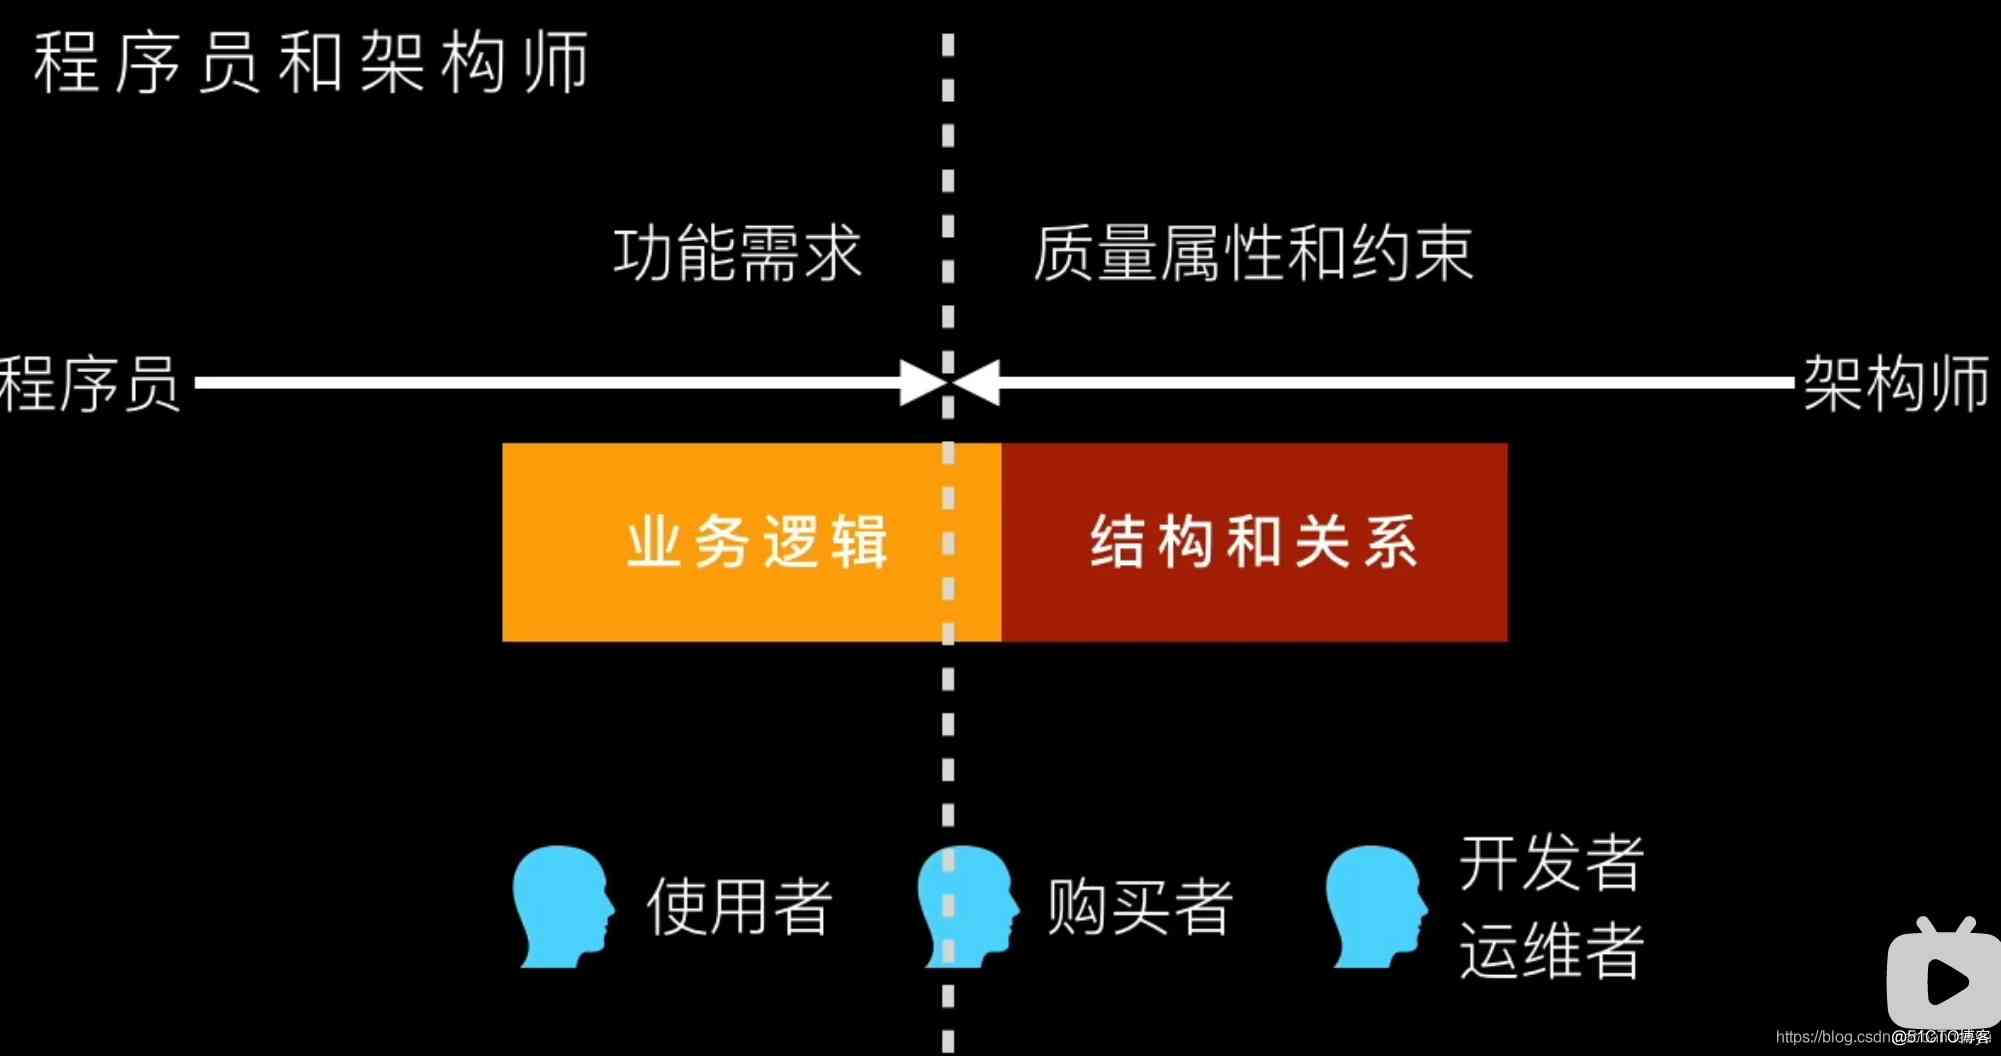 程序员和架构师
功能需求
质量属性和约束
程序员
架构师
业务逻辑
结构和关系
使用者
购买者
开发者
运维者
https://blog.csdn
@51CTO博客